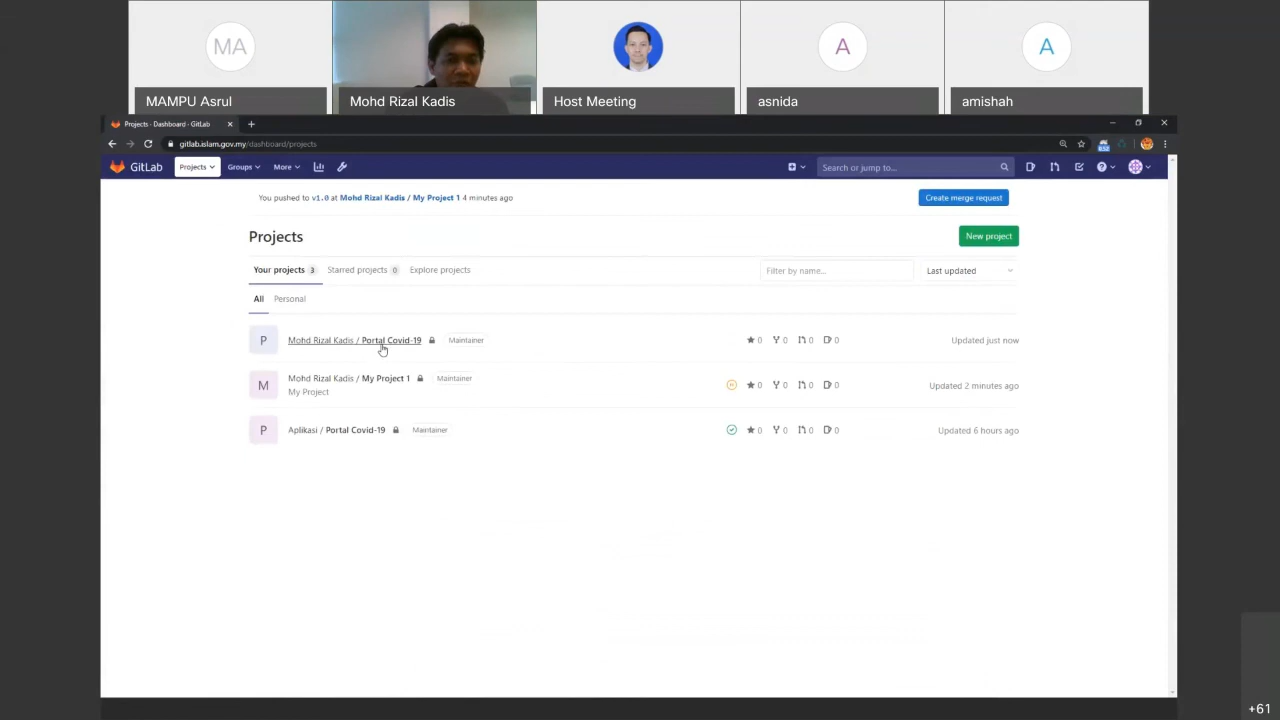 MA A A
MAMPU Asrul Mohd Rizal Kadis Host Meeting asnida amishah
Projects · Dashboard · GitLab
gitlab.islam.gov.my/dashboard/projects
GitLab Projects Groups More Search or jump to...
You pushed to v1.0 at Mohd Rizal Kadis / My Project 1 4 minutes ago Create merge request
Projects New project
Your projects 3 Starred projects 0 Explore projects Filter by name... Last updated
All Personal
P Mohd Rizal Kadis / Portal Covid-19 Maintainer 0 0 0 0 Updated just now
M Mohd Rizal Kadis / My Project 1 Maintainer 0 0 0 0 Updated 2 minutes ago
My Project
P Aplikasi / Portal Covid-19 Maintainer 0 0 0 0 Updated 6 hours ago
+61